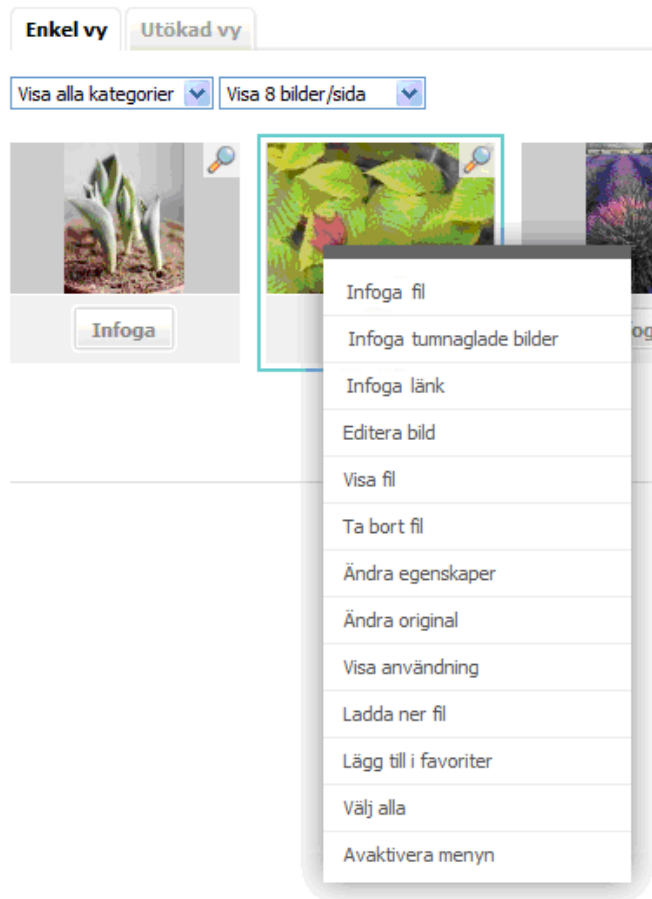 Enkel vy Utökad vy
Visa alla kategorier Visa 8 bilder/sida
Infoga fil
Infoga
Infoga tumnaglade bilder
Infoga länk
Editera bild
Visa fil
Ta bort fil
Ändra egenskaper
Ändra original
Visa användning
Ladda ner fil
Lägg till i favoriter
Välj alla
Avaktivera menyn